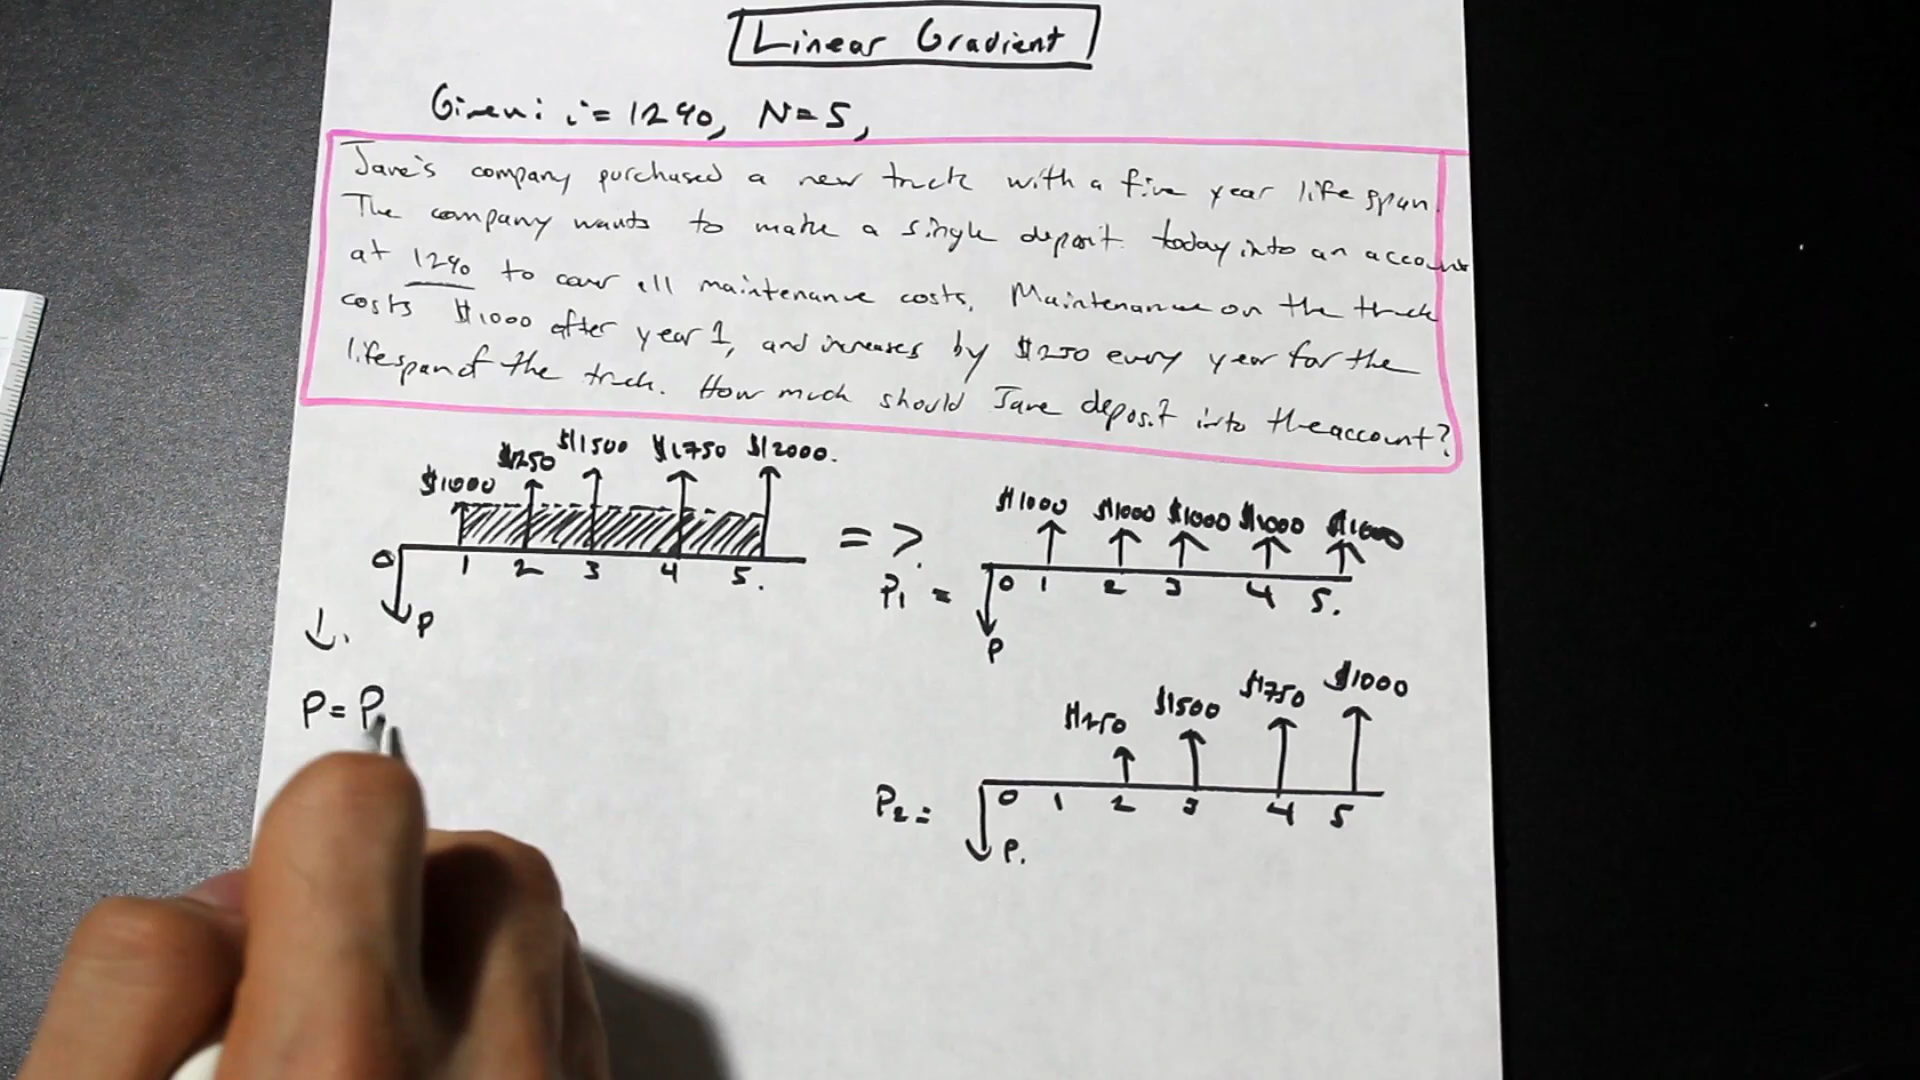 Linear Gradient
Given: i = 12%, N=5,
Jane's company purchased a new truck with a five year life span.
The company wants to make a single deposit today into an account
at 12% to cover all maintenance costs. Maintenance on the truck
costs $1000 after year 1, and increases by $250 every year for the
lifespan of the truck. How much should Jane deposit into the account?
$1000 $1250 $1500 $1750 $2000.
0 1 2 3 4 5.
P
=>
P1 =
$1000 $1000 $1000 $1000 $1000
0 1 2 3 4 5.
P
P = P
$250 $500 $750 $1000
P2 =
0 1 2 3 4 5
P.